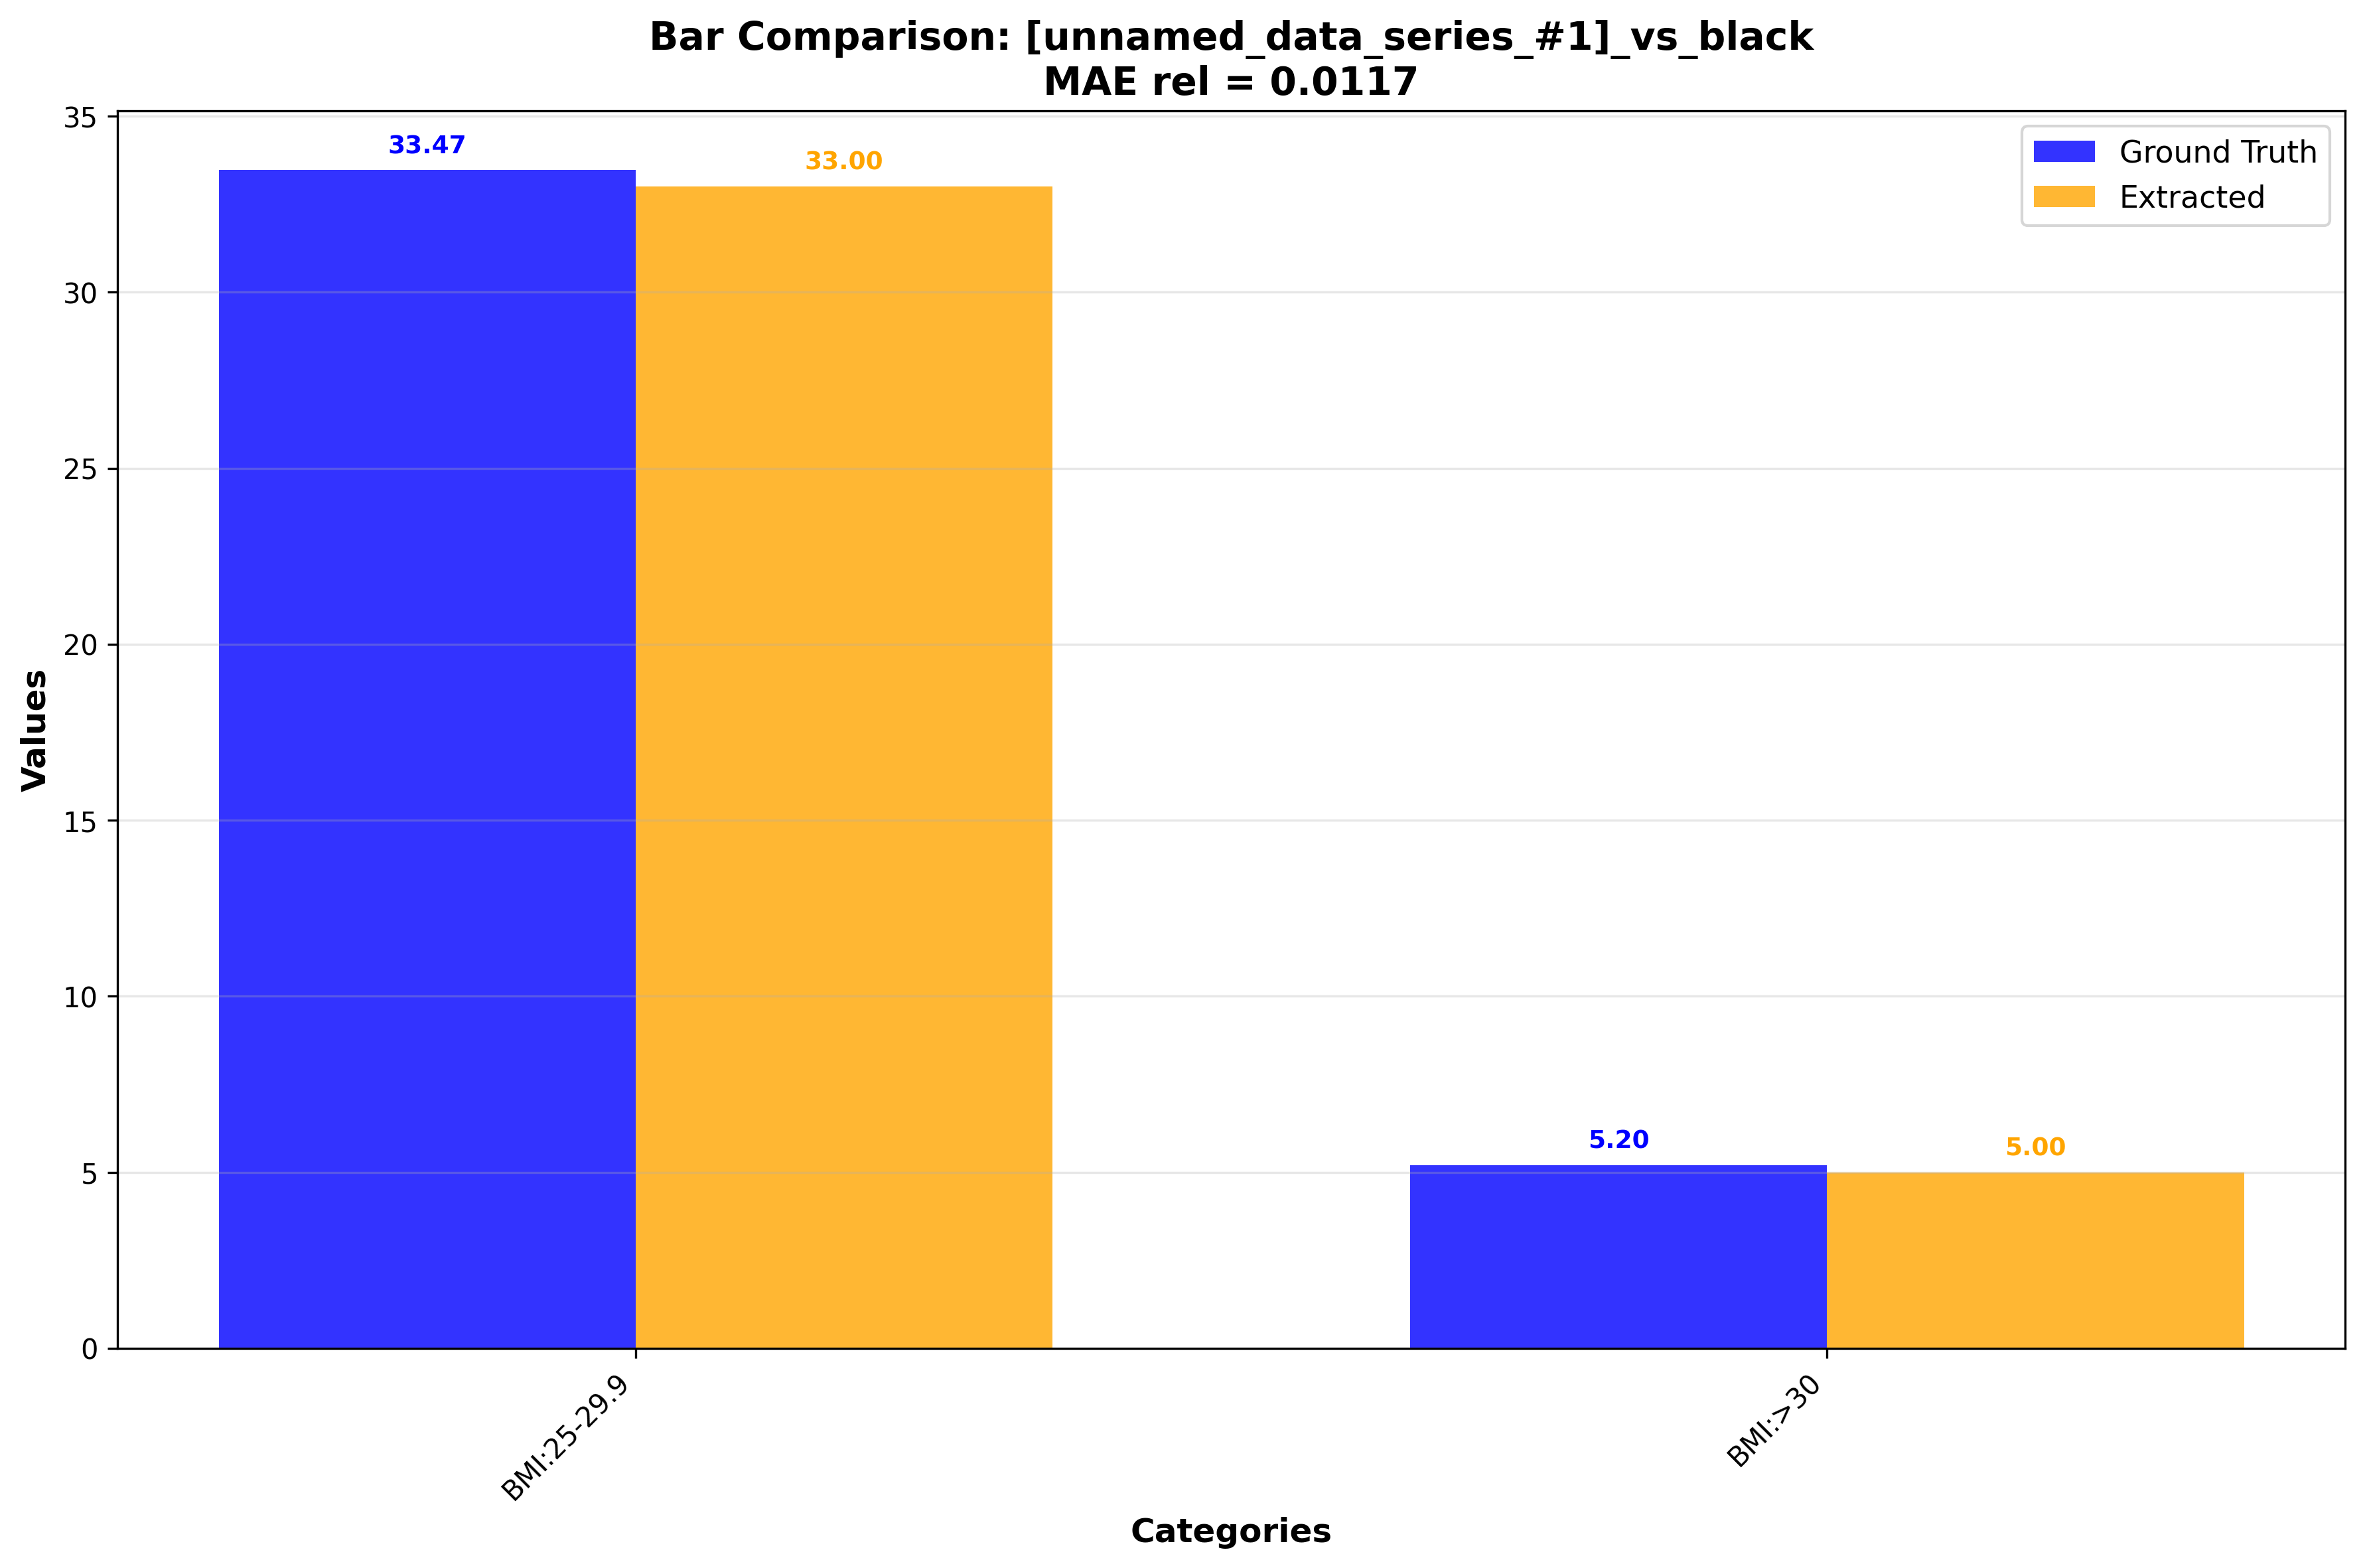 Bar Comparison: [unnamed_data_series_#1]_vs_black
MAE rel = 0.0117
35
30
25
20
15
10
5
0
Values
33.47
33.00
5.20
5.00
Ground Truth
Extracted
BMI:25-29.9
BMI:>30
Categories